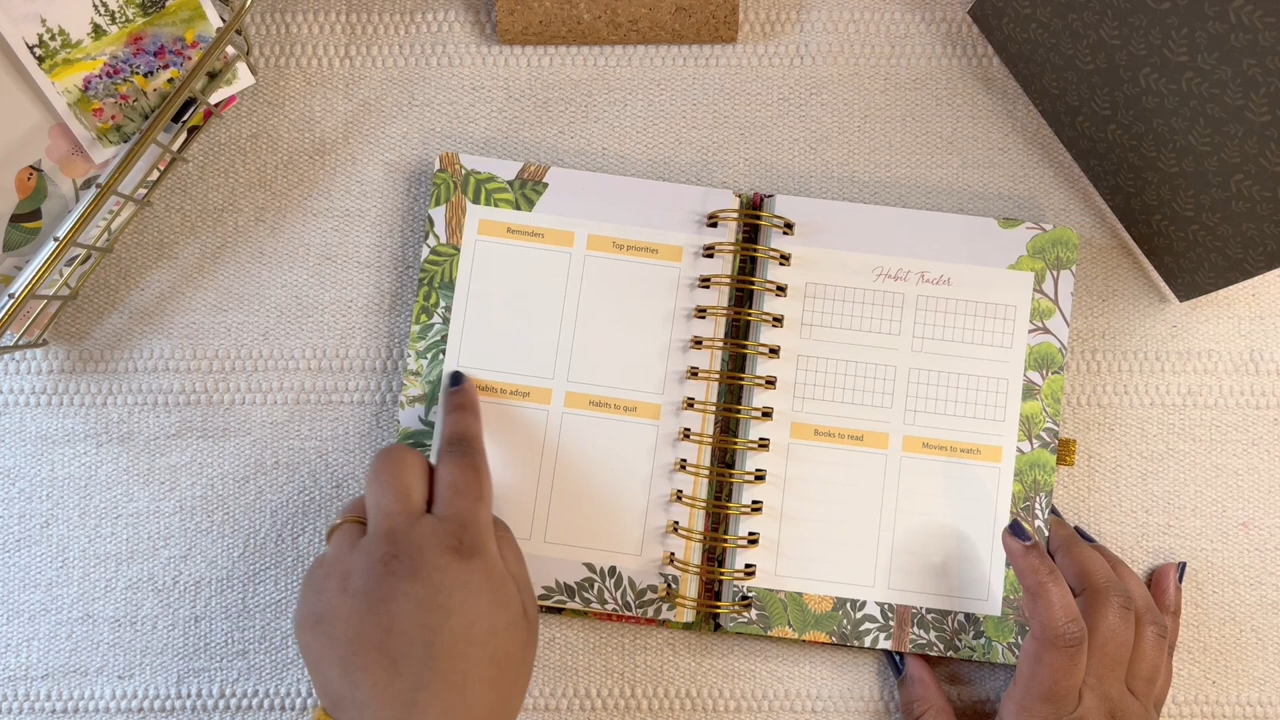 Reminders
Top priorities
Habits to adopt
Habits to quit
Habit Tracker
Books to read
Movies to watch